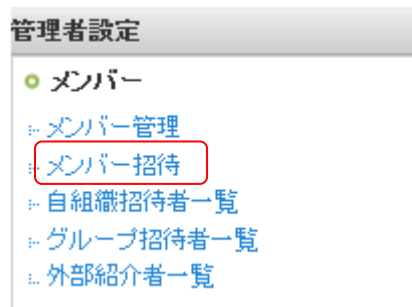 管理者設定
メンバー
メンバー管理
メンバー招待
自組織招待者一覧
グループ招待者一覧
外部紹介者一覧